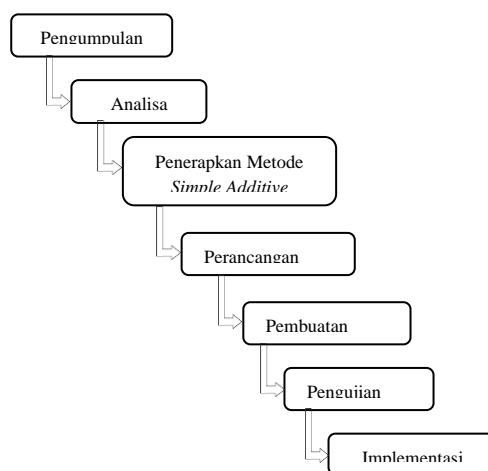 Pengumpulan
Analisa
Penerapkan Metode
Simple Additive
Perancangan
Pembuatan
Pengujian
Implementasi